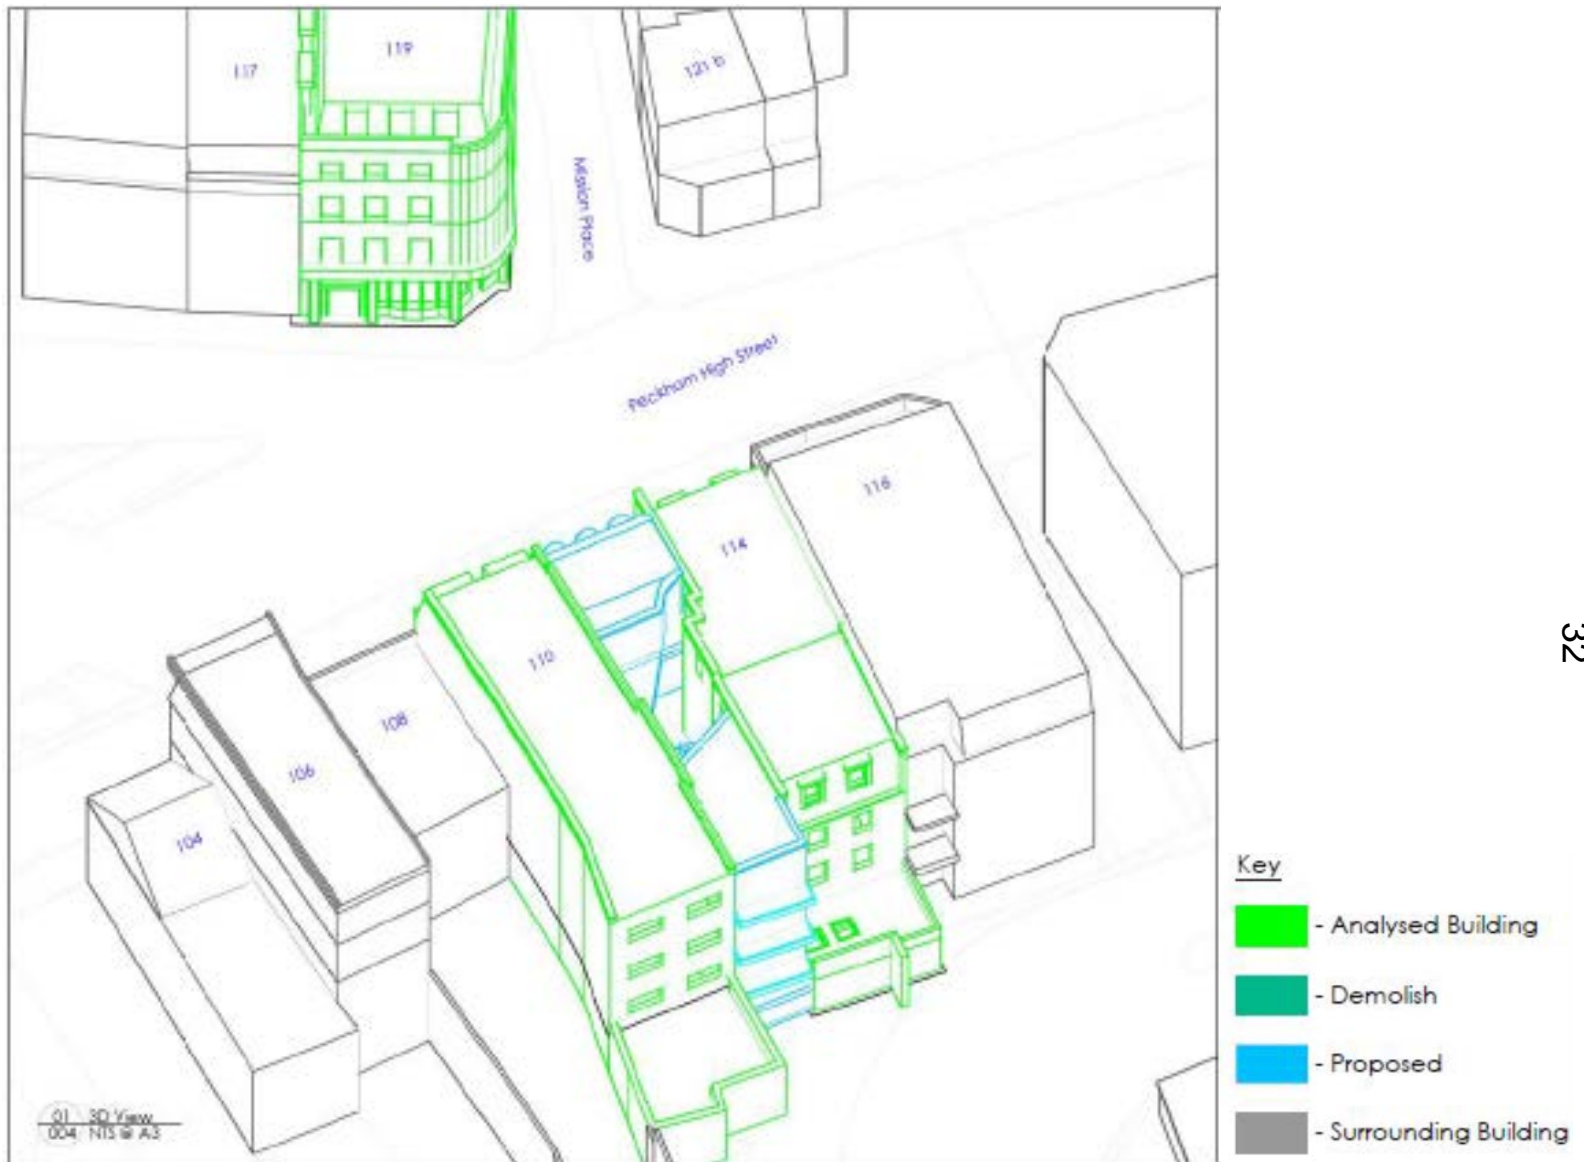 117
119
121 b
Mission Place
Peckham High Street
116
114
110
108
106
104
01 3D View
004 NTS @ A3
Key
- Analysed Building
- Demolish
- Proposed
- Surrounding Building
32